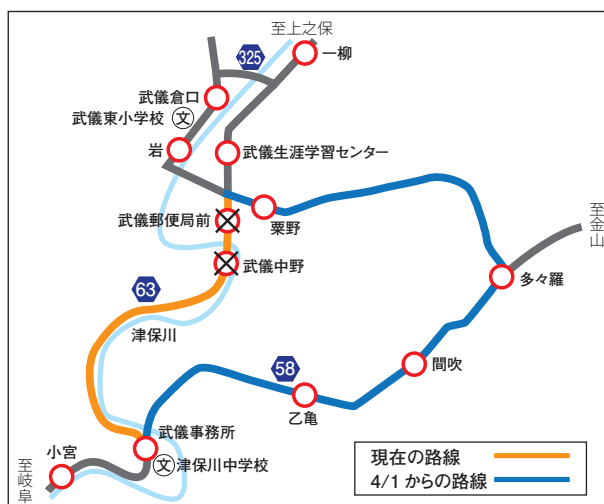 至上之保
325
一柳
武儀倉口
武儀東小学校 文
岩
武儀生涯学習センター
武儀郵便局前
粟野
至金山
武儀中野
多々羅
63
津保川
間吹
58
乙亀
武儀事務所
小宮
文 津保川中学校
至岐阜
現在の路線
4/1からの路線